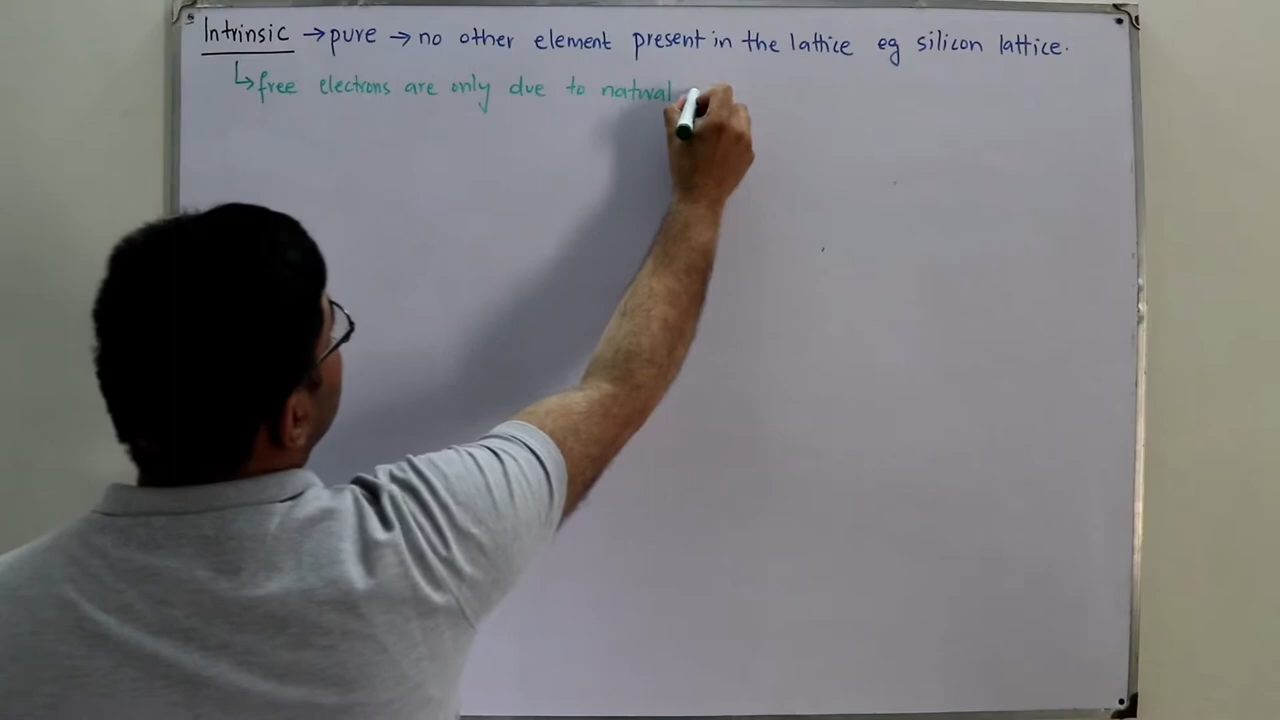 Intrinsic → pure → no other element present in the lattice eg silicon lattice.
↳ free electrons are only due to natural